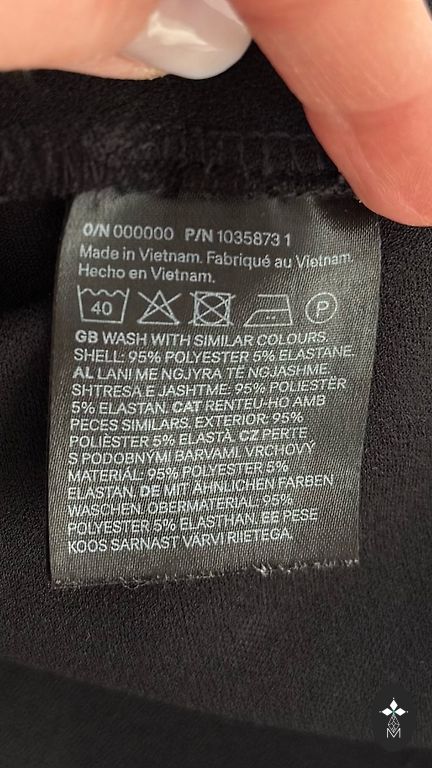 O/N 000000 P/N 1035873 1
Made in Vietnam. Fabriqué au Vietnam.
Hecho en Vietnam.
40 P
GB WASH WITH SIMILAR COLOURS.
SHELL: 95% POLYESTER 5% ELASTANE.
AL LANI ME NGJYRA TË NGJASHME.
SHTRESA E JASHTME: 95% POLIESTËR
5% ELASTAN. CAT RENTEU-HO AMB
PECES SIMILARS. EXTERIOR: 95%
POLIÈSTER 5% ELASTÀ. CZ PERTE
S PODOBNÝMI BARVAMI. VRCHOVÝ
MATERIÁL: 95% POLYESTER 5%
ELASTAN. DE MIT ÄHNLICHEN FARBEN
WASCHEN. OBERMATERIAL: 95%
POLYESTER 5% ELASTHAN. EE PESE
KOOS SARNAST VÄRVI RIIETEGA.
M